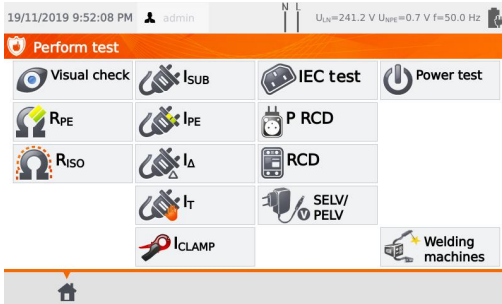 19/11/2019 9:52:08 PM admin N L ULN=241.2 V UNPE=0.7 V f=50.0 Hz
Perform test
Visual check ISUB IEC test Power test
RPE IPE P RCD
RISO IΔ RCD
IT SELV/
PELV
ICLAMP Welding
machines